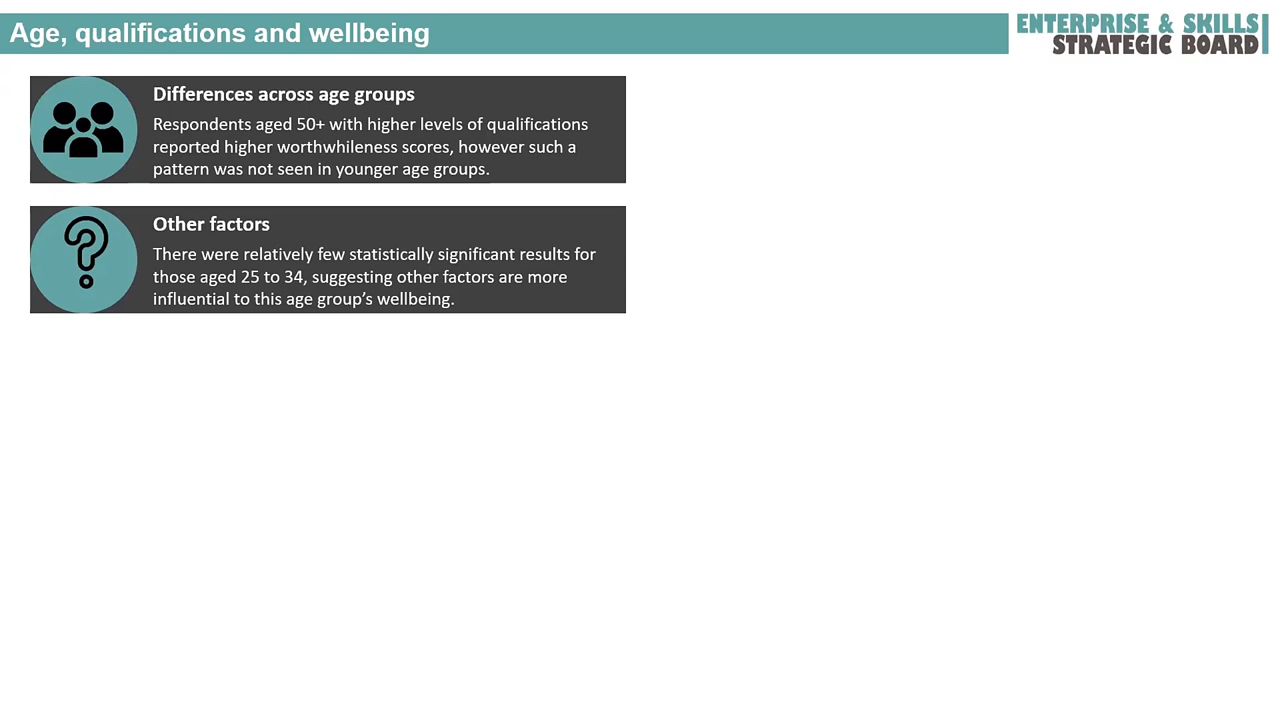 Age, qualifications and wellbeing
ENTERPRISE & SKILLS
STRATEGIC BOARD
Differences across age groups
Respondents aged 50+ with higher levels of qualifications
reported higher worthwhileness scores, however such a
pattern was not seen in younger age groups.
Other factors
There were relatively few statistically significant results for
those aged 25 to 34, suggesting other factors are more
influential to this age group’s wellbeing.